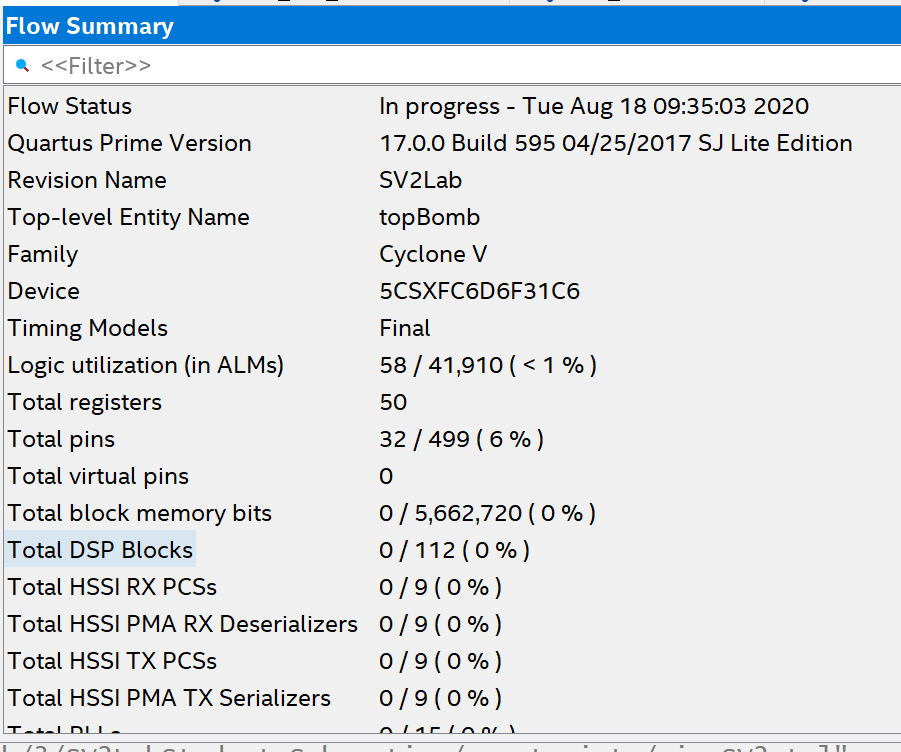 Flow Summary
<<Filter>>
Flow Status In progress - Tue Aug 18 09:35:03 2020
Quartus Prime Version 17.0.0 Build 595 04/25/2017 SJ Lite Edition
Revision Name SV2Lab
Top-level Entity Name topBomb
Family Cyclone V
Device 5CSXFC6D6F31C6
Timing Models Final
Logic utilization (in ALMs) 58 / 41,910 ( < 1 % )
Total registers 50
Total pins 32 / 499 ( 6 % )
Total virtual pins 0
Total block memory bits 0 / 5,662,720 ( 0 % )
Total DSP Blocks 0 / 112 ( 0 % )
Total HSSI RX PCSs 0 / 9 ( 0 % )
Total HSSI PMA RX Deserializers 0 / 9 ( 0 % )
Total HSSI TX PCSs 0 / 9 ( 0 % )
Total HSSI PMA TX Serializers 0 / 9 ( 0 % )
Total PLLs 0 / 15 ( 0 % )